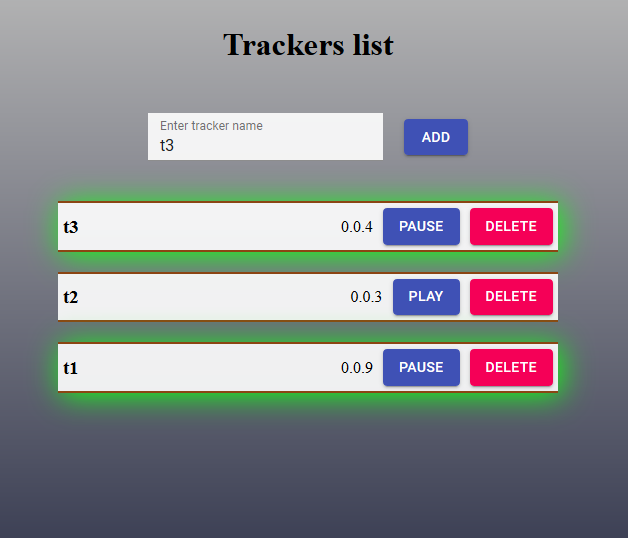 Trackers list
Enter tracker name
t3
ADD
t3 0.0.4 PAUSE DELETE
t2 0.0.3 PLAY DELETE
t1 0.0.9 PAUSE DELETE